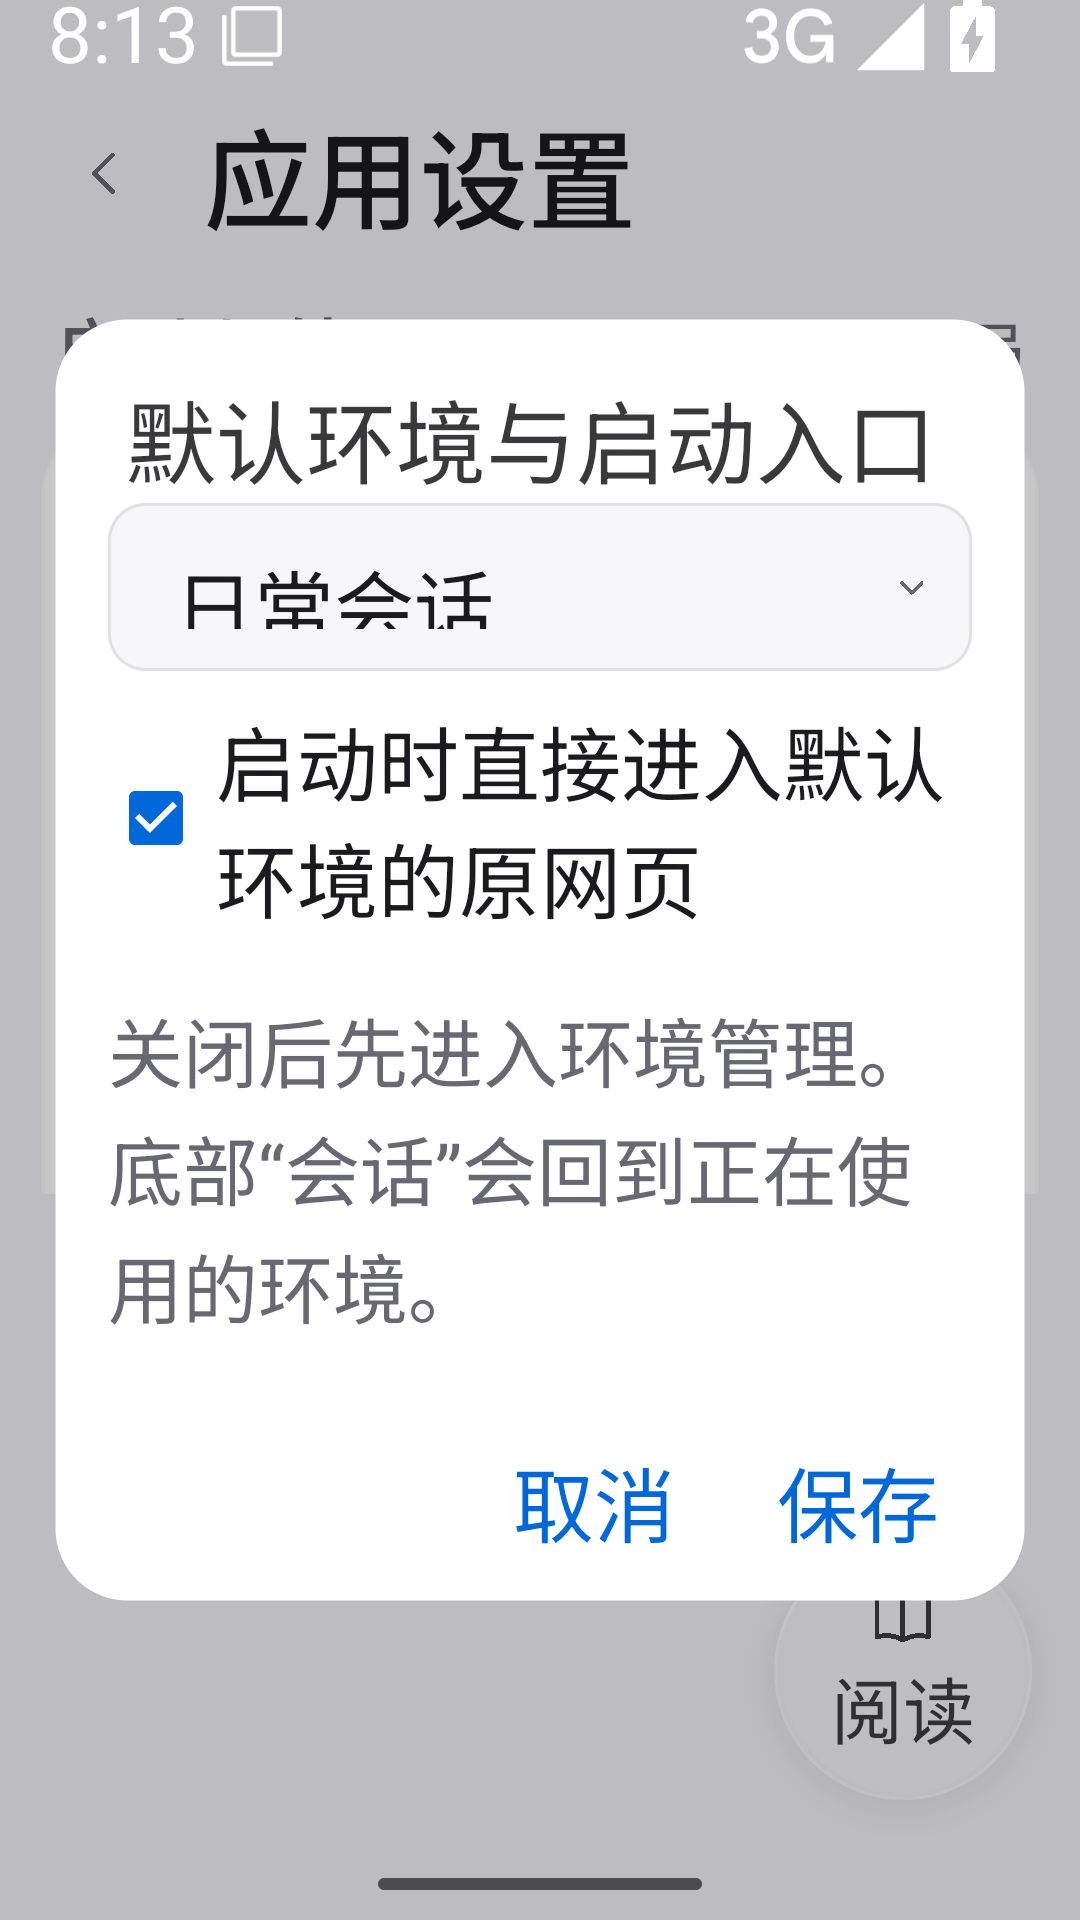 8:13 3G
应用设置
默认环境与启动入口
日常会话
启动时直接进入默认
环境的原网页
关闭后先进入环境管理。
底部“会话”会回到正在使
用的环境。
取消 保存
阅读